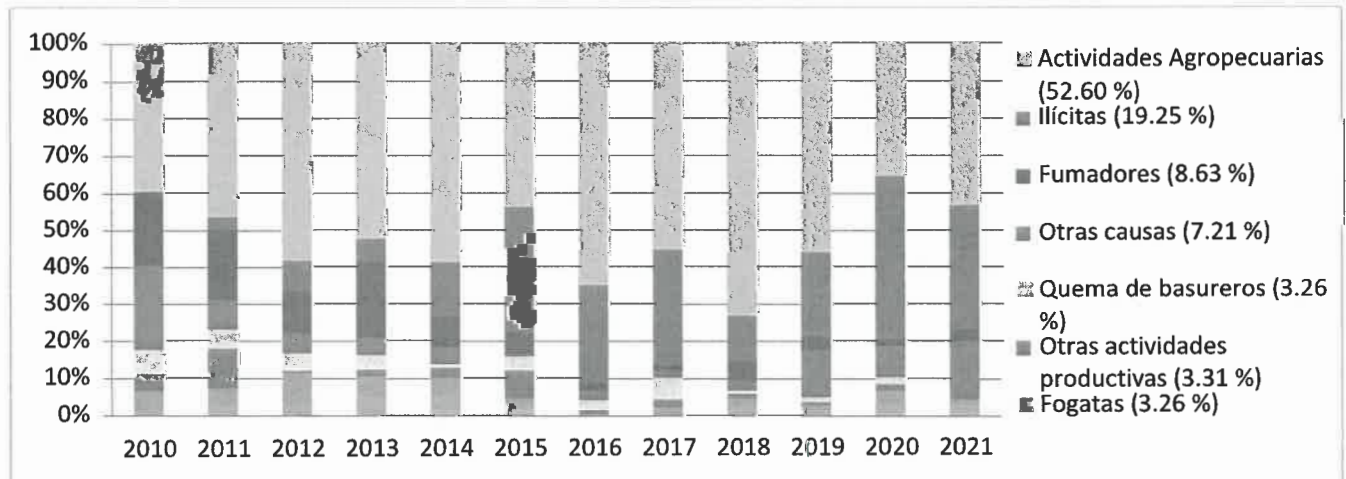 100%
90%
80%
70%
60%
50%
40%
30%
20%
10%
0%
2010 2011 2012 2013 2014 2015 2016 2017 2018 2019 2020 2021
Actividades Agropecuarias
(52.60 %)
Ilícitas (19.25 %)
Fumadores (8.63 %)
Otras causas (7.21 %)
Quema de basureros (3.26
%)
Otras actividades
productivas (3.31 %)
Fogatas (3.26 %)